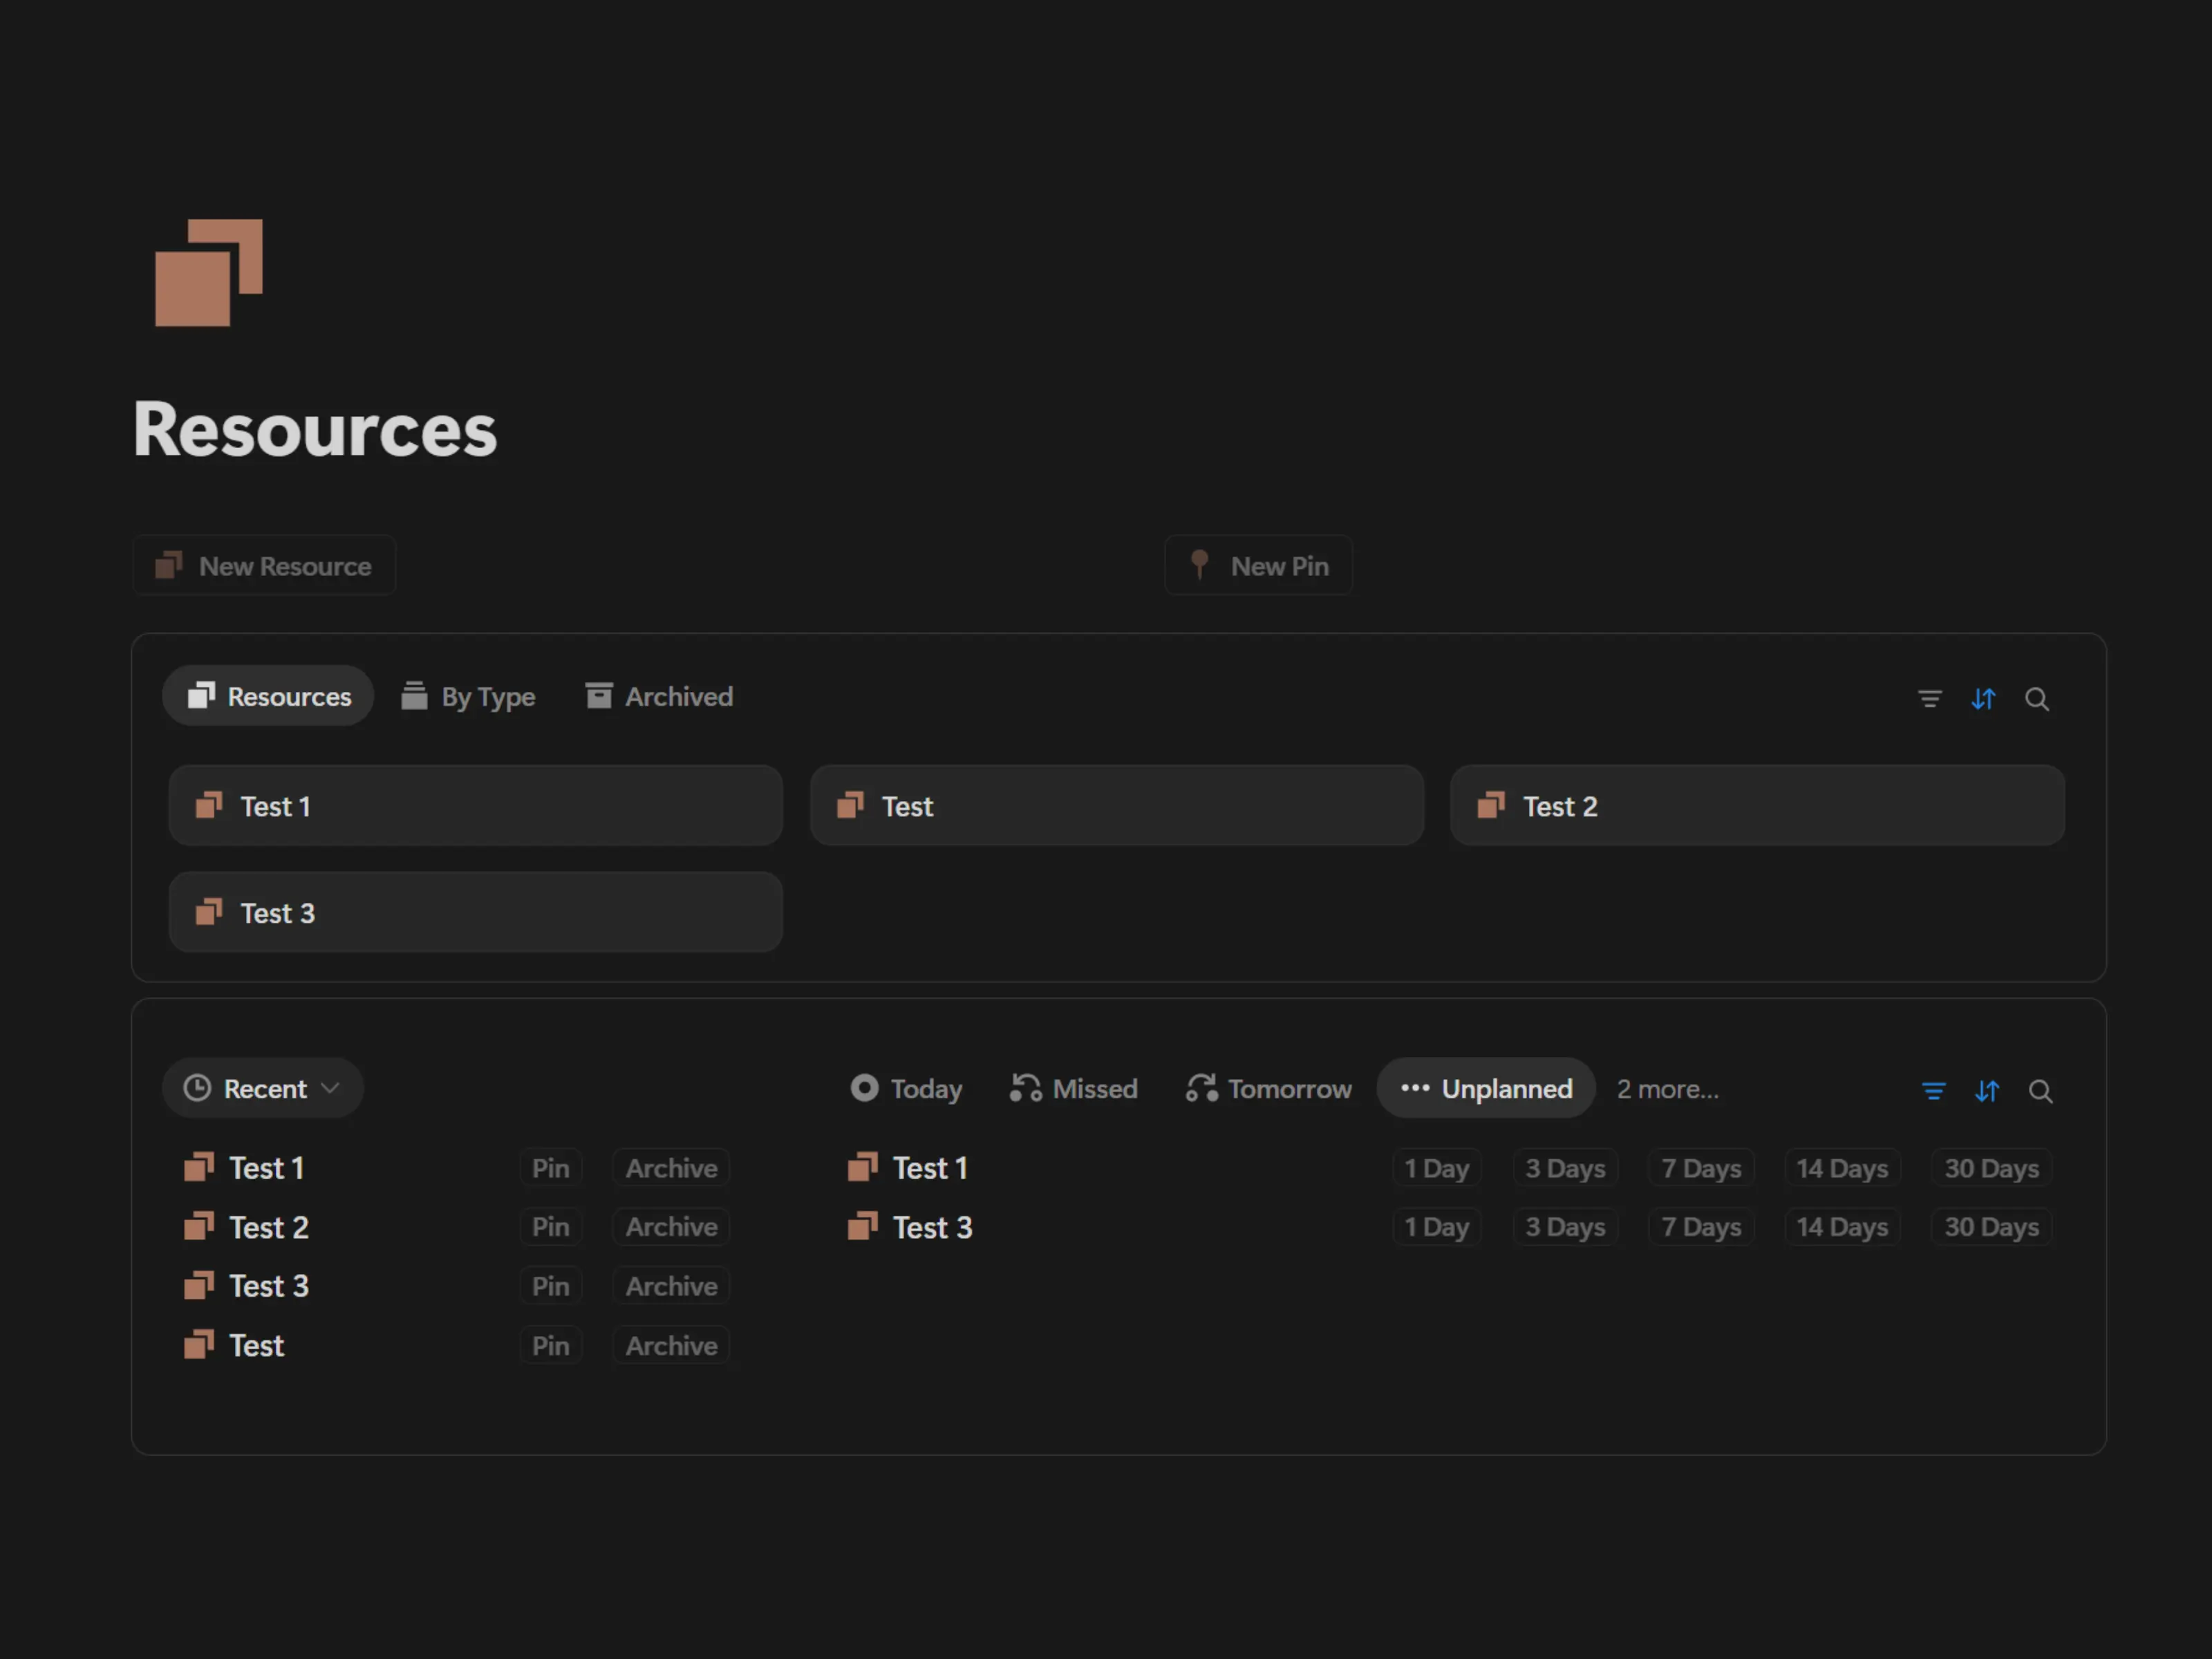 Resources
New Resource
New Pin
Resources By Type Archived
Test 1 Test Test 2
Test 3
Recent
Test 1 Pin Archive
Test 2 Pin Archive
Test 3 Pin Archive
Test Pin Archive
Today Missed Tomorrow Unplanned 2 more...
Test 1 1 Day 3 Days 7 Days 14 Days 30 Days
Test 3 1 Day 3 Days 7 Days 14 Days 30 Days